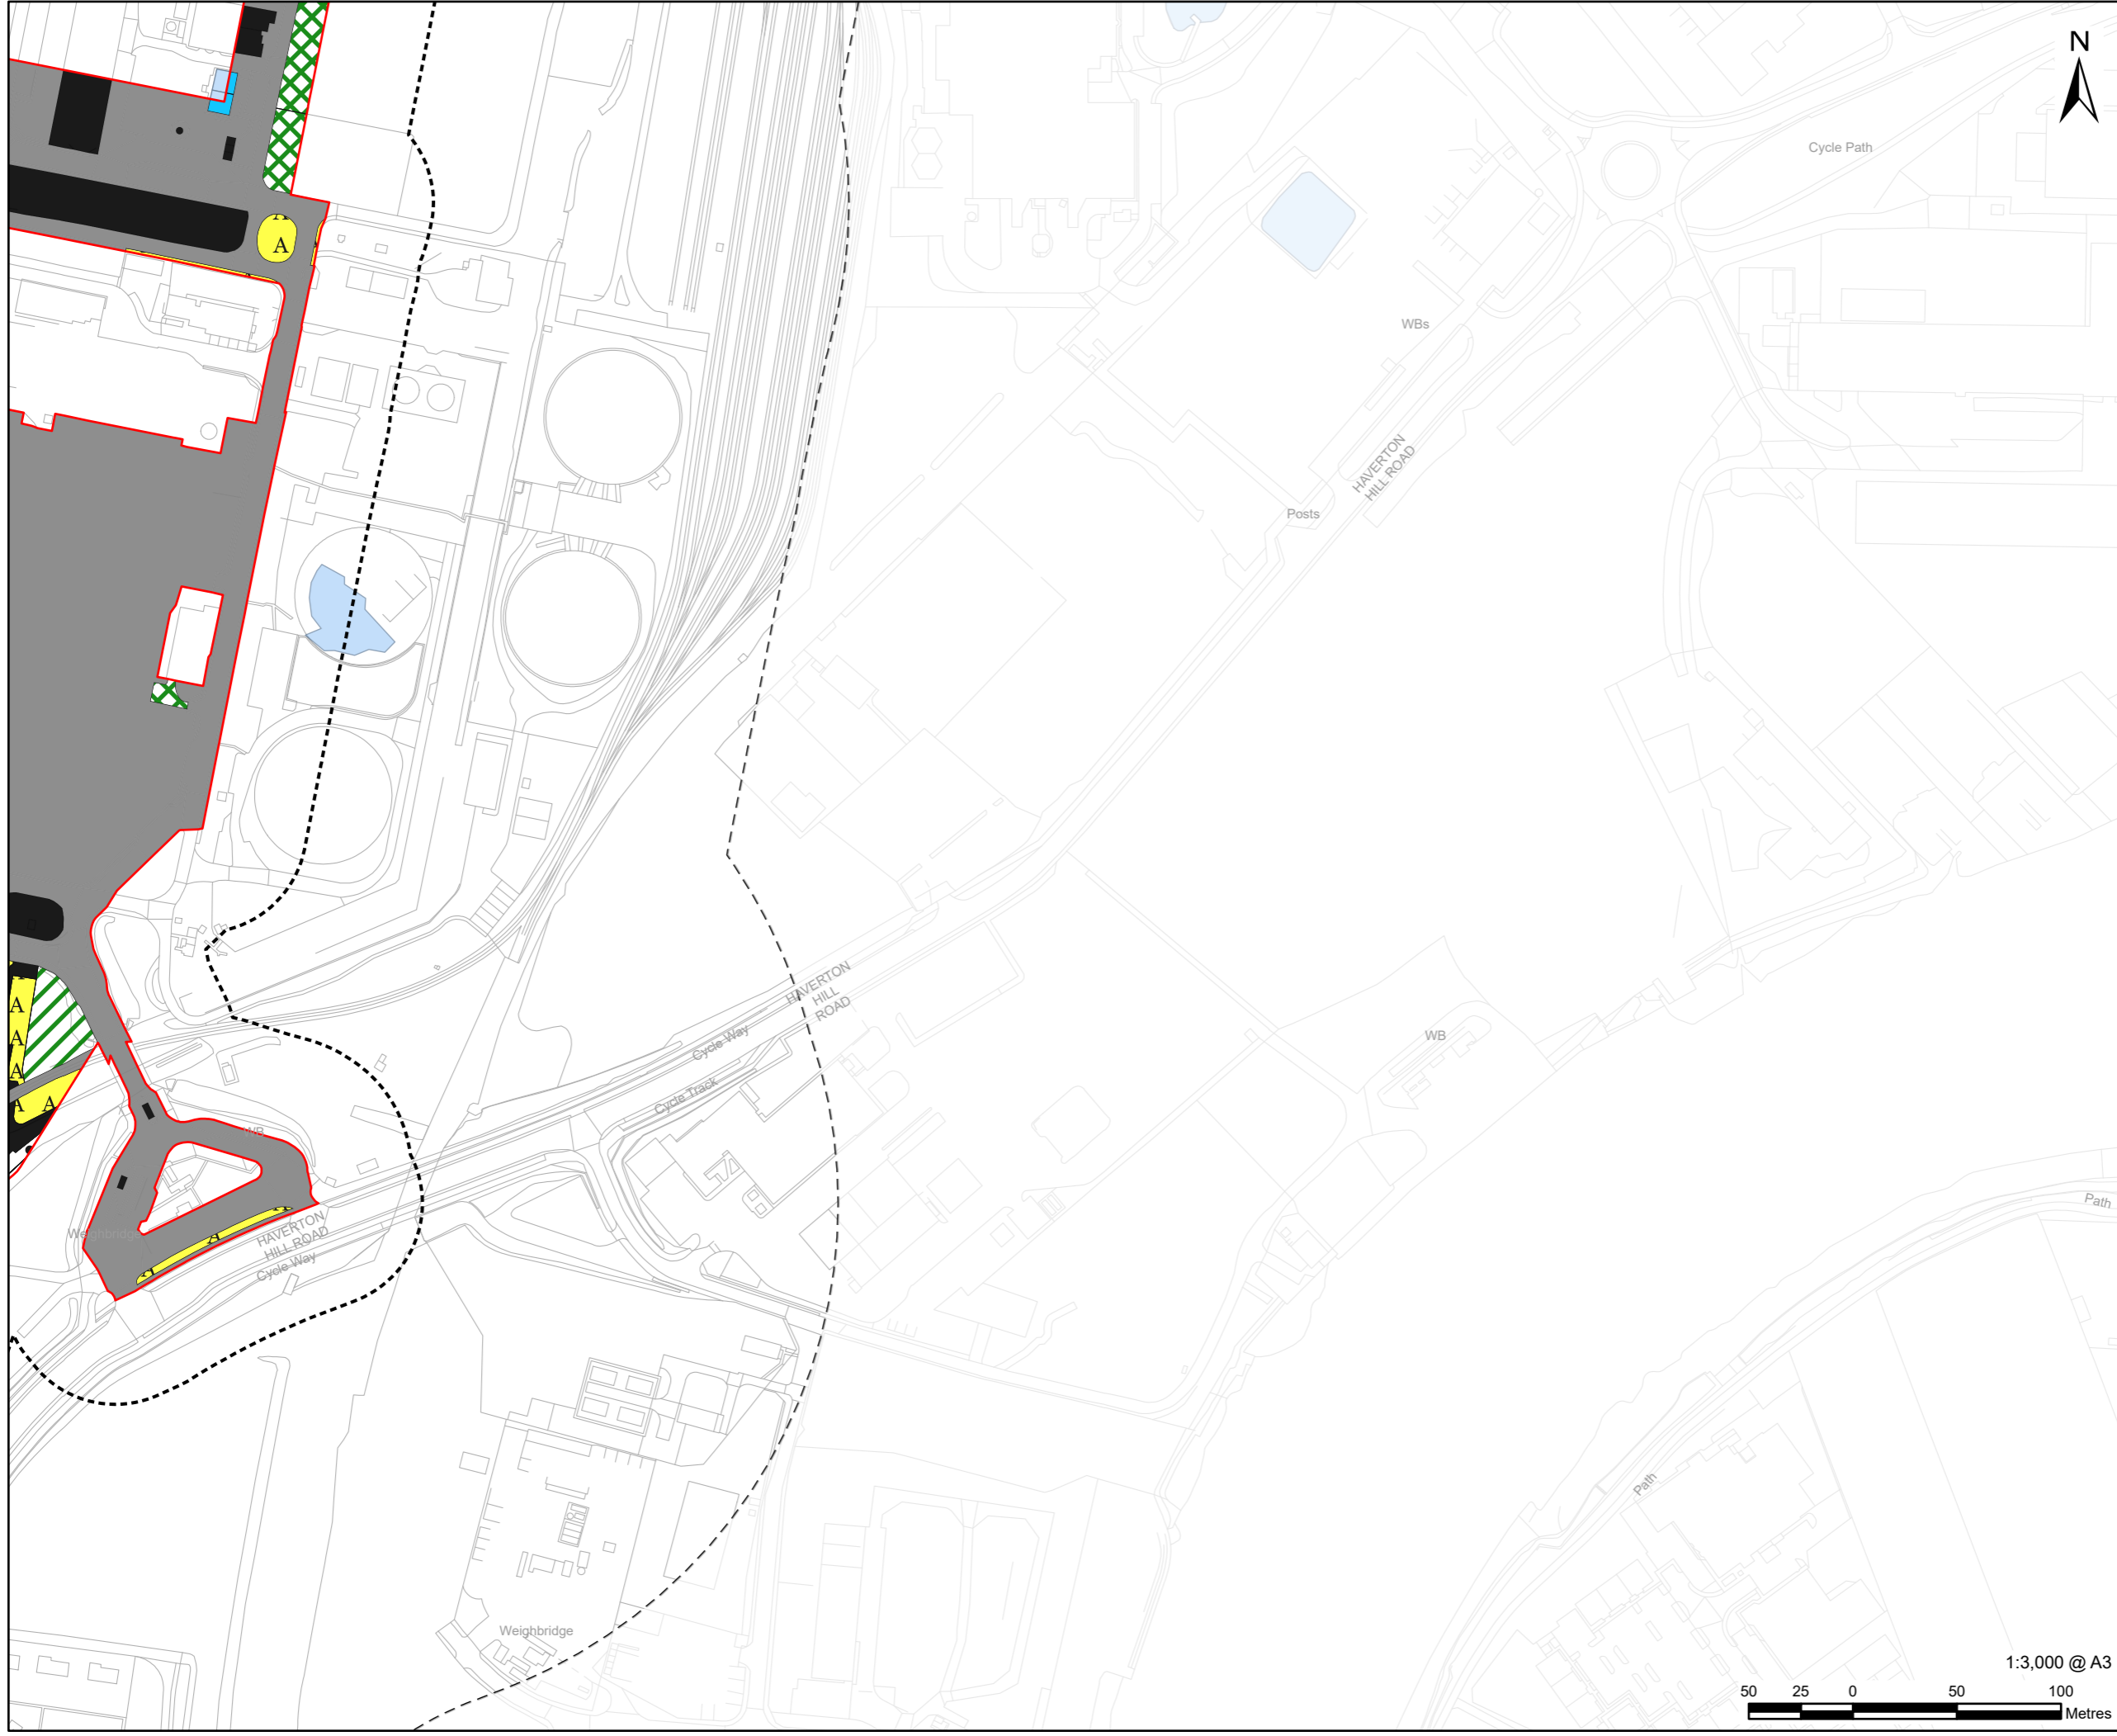 N
Cycle Path
A
A
WBs
HAVERTON
HILL ROAD
Posts
A
A
A
A
A
HAVERTON
HILL
ROAD
Cycle Way
Cycle Track
WB
WB
Path
Weighbridge
A
A
A
HAVERTON
HILL ROAD
Cycle Way
Path
Weighbridge
1:3,000 @ A3
50 25 0 50 100
Metres